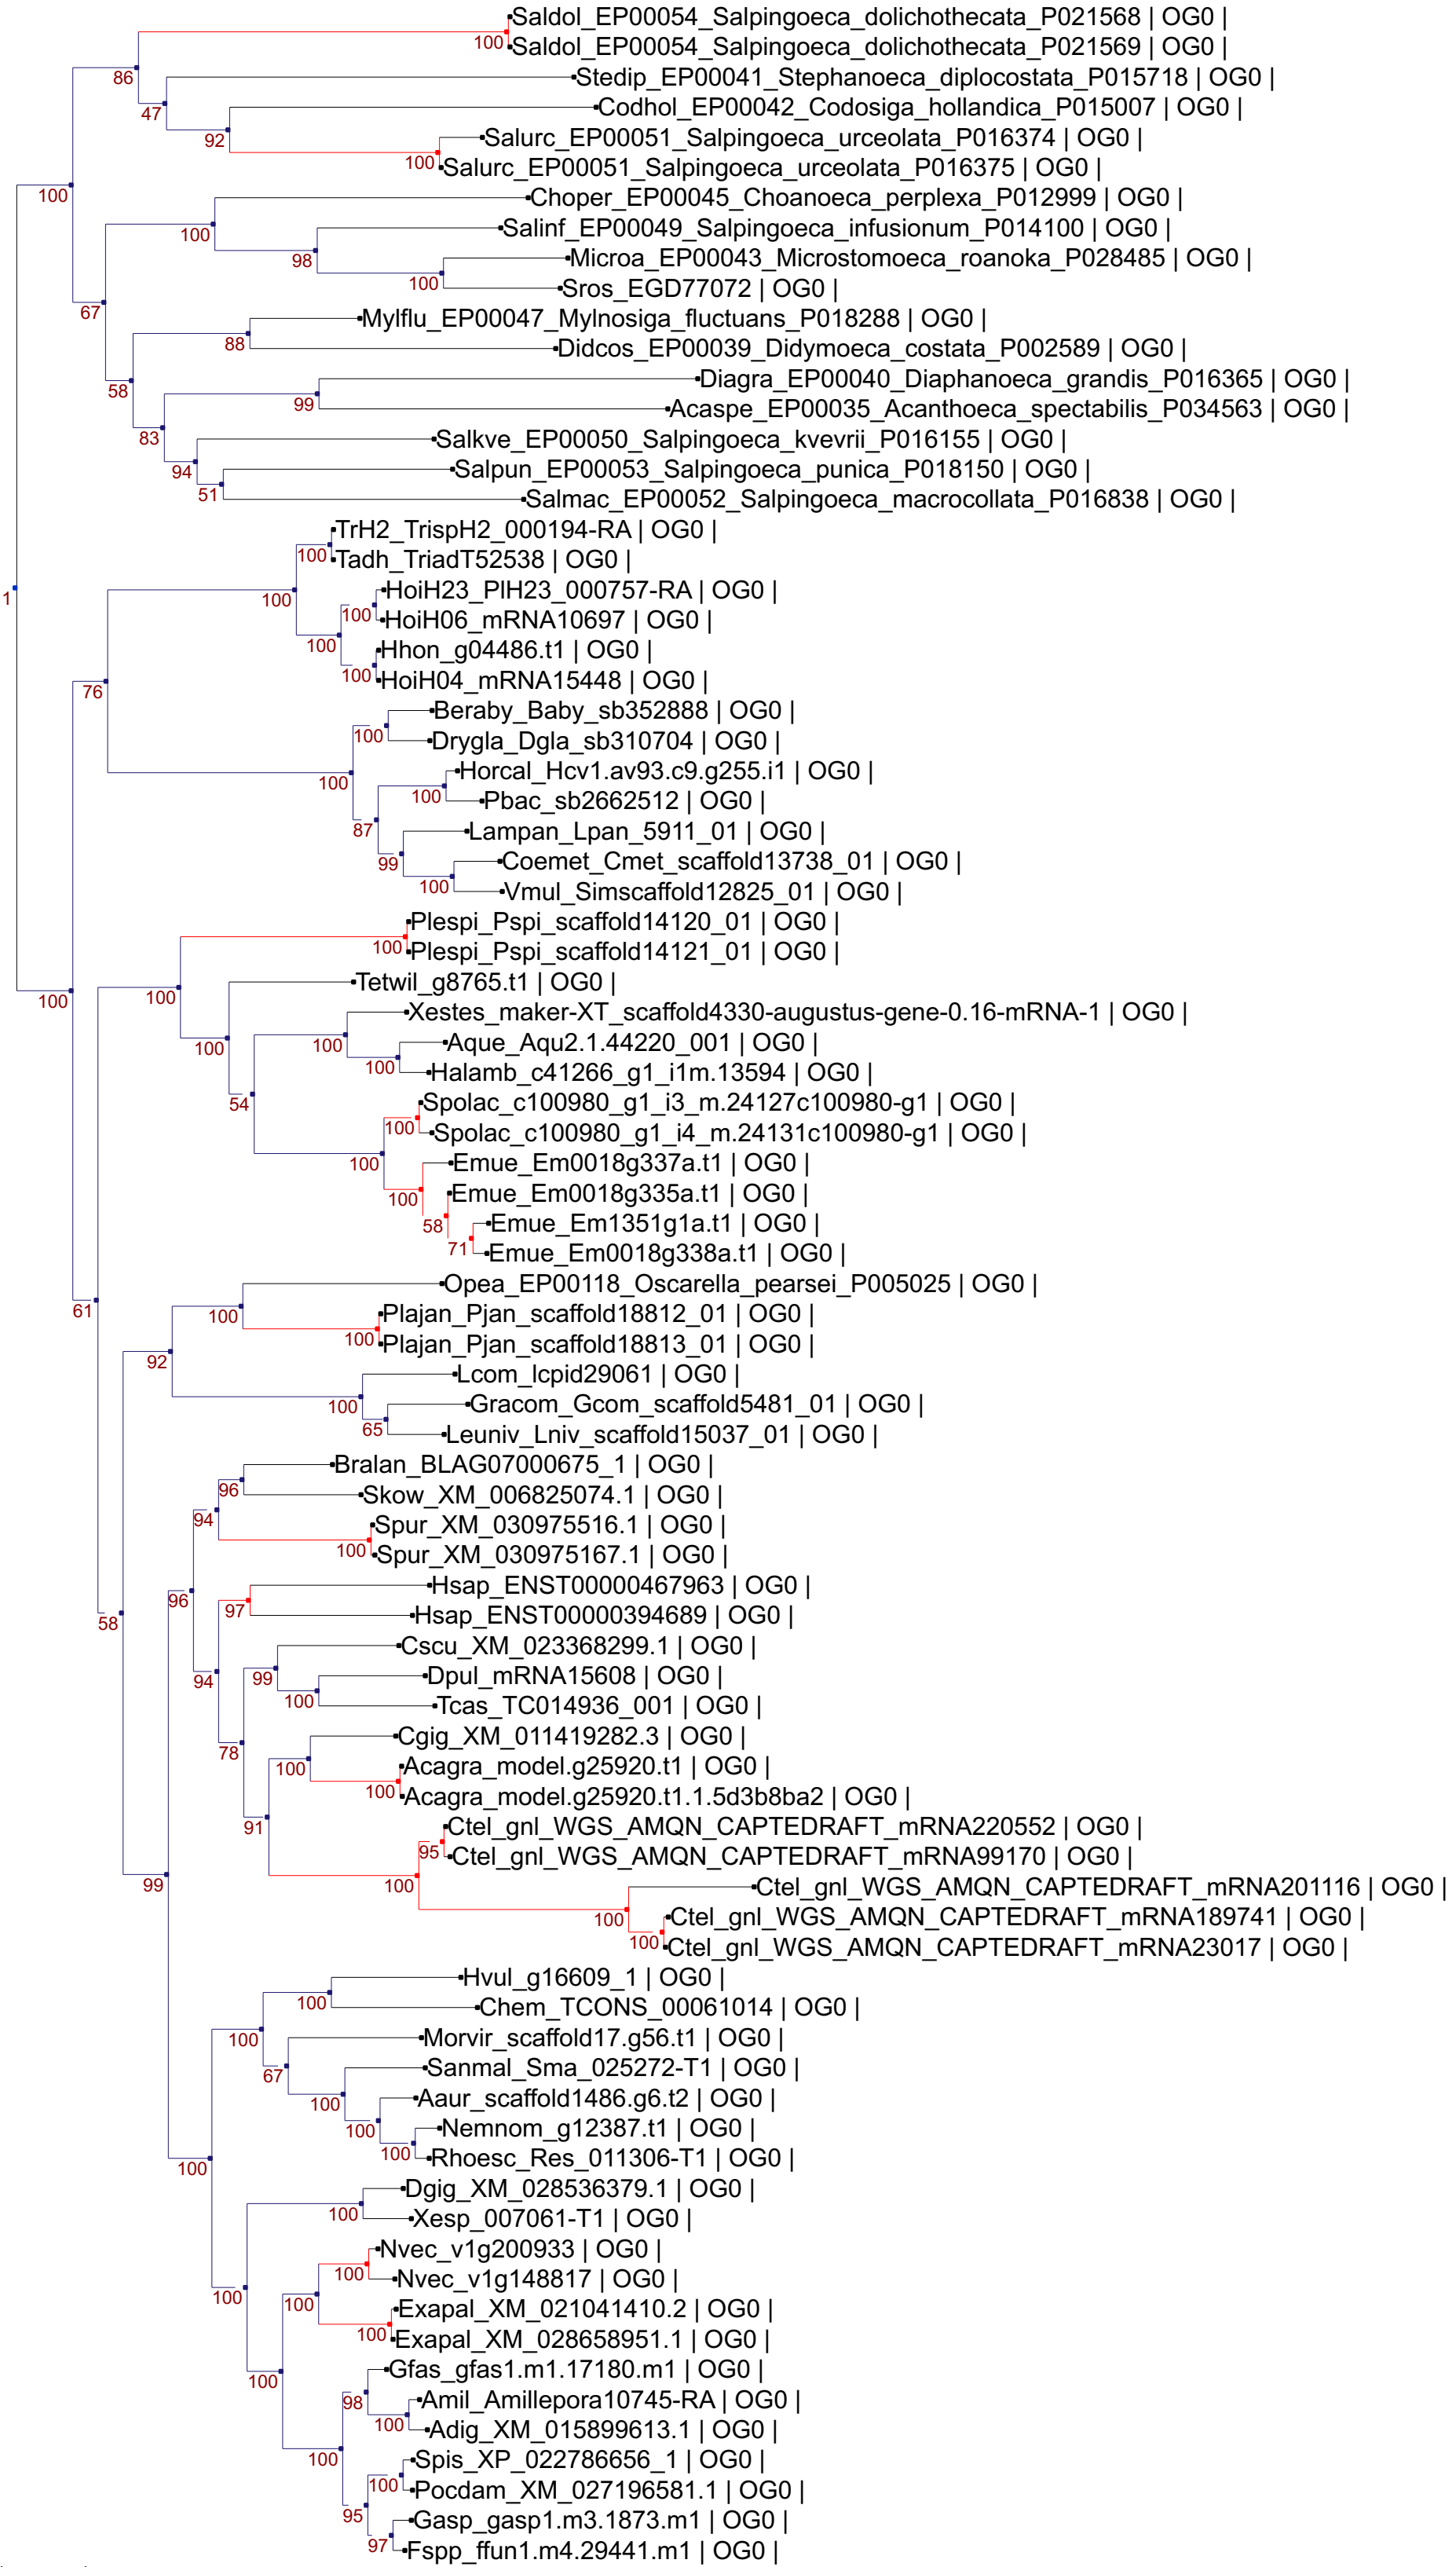 Saldol_EP00054_Salpingoeca_dolichothecata_P021568 | OG0 |
100
Saldol_EP00054_Salpingoeca_dolichothecata_P021569 | OG0 |
86
Stedip_EP00041_Stephanoeca_diplocostata_P015718 | OG0 |
47
Codhol_EP00042_Codosiga_hollandica_P015007 | OG0 |
92
Salurc_EP00051_Salpingoeca_urceolata_P016374 | OG0 |
100
Salurc_EP00051_Salpingoeca_urceolata_P016375 | OG0 |
100
Choper_EP00045_Choanoeca_perplexa_P012999 | OG0 |
100
Salinf_EP00049_Salpingoeca_infusionum_P014100 | OG0 |
98
Microa_EP00043_Microstomoeca_roanoka_P028485 | OG0 |
100
Sros_EGD77072 | OG0 |
67
Mylflu_EP00047_Mylnosiga_fluctuans_P018288 | OG0 |
88
Didcos_EP00039_Didymoeca_costata_P002589 | OG0 |
58
Diagra_EP00040_Diaphanoeca_grandis_P016365 | OG0 |
99
Acaspe_EP00035_Acanthoeca_spectabilis_P034563 | OG0 |
83
Salkve_EP00050_Salpingoeca_kvevrii_P016155 | OG0 |
94
Salpun_EP00053_Salpingoeca_punica_P018150 | OG0 |
51
Salmac_EP00052_Salpingoeca_macrocollata_P016838 | OG0 |
TrH2_TrispH2_000194-RA | OG0 |
100
Tadh_TriadT52538 | OG0 |
HoiH23_PlH23_000757-RA | OG0 |
100
1
100
HoiH06_mRNA10697 | OG0 |
100
Hhon_g04486.t1 | OG0 |
100
HoiH04_mRNA15448 | OG0 |
76
Beraby_Baby_sb352888 | OG0 |
100
Drygla_Dgla_sb310704 | OG0 |
Horcal_Hcv1.av93.c9.g255.i1 | OG0 |
100
100
Pbac_sb2662512 | OG0 |
87
Lampan_Lpan_5911_01 | OG0 |
99
Coemet_Cmet_scaffold13738_01 | OG0 |
100
Vmul_Simscaffold12825_01 | OG0 |
Plespi_Pspi_scaffold14120_01 | OG0 |
100
Plespi_Pspi_scaffold14121_01 | OG0 |
Tetwil_g8765.t1 | OG0 |
100
100
Xestes_maker-XT_scaffold4330-augustus-gene-0.16-mRNA-1 | OG0 |
100
100
Aque_Aqu2.1.44220_001 | OG0 |
100
Halamb_c41266_g1_i1m.13594 | OG0 |
54
Spolac_c100980_g1_i3_m.24127c100980-g1 | OG0 |
100
Spolac_c100980_g1_i4_m.24131c100980-g1 | OG0 |
100
Emue_Em0018g337a.t1 | OG0 |
100
Emue_Em0018g335a.t1 | OG0 |
58
Emue_Em1351g1a.t1 | OG0 |
71
Emue_Em0018g338a.t1 | OG0 |
Opea_EP00118_Oscarella_pearsei_P005025 | OG0 |
61
100
Plajan_Pjan_scaffold18812_01 | OG0 |
100
Plajan_Pjan_scaffold18813_01 | OG0 |
92
Lcom_lcpid29061 | OG0 |
100
Gracom_Gcom_scaffold5481_01 | OG0 |
65
Leuniv_Lniv_scaffold15037_01 | OG0 |
Bralan_BLAG07000675_1 | OG0 |
96
Skow_XM_006825074.1 | OG0 |
94
Spur_XM_030975516.1 | OG0 |
100
Spur_XM_030975167.1 | OG0 |
Hsap_ENST00000467963 | OG0 |
96
97
Hsap_ENST00000394689 | OG0 |
58
Cscu_XM_023368299.1 | OG0 |
99
94
Dpul_mRNA15608 | OG0 |
100
Tcas_TC014936_001 | OG0 |
Cgig_XM_011419282.3 | OG0 |
78
100
Acagra_model.g25920.t1 | OG0 |
100
Acagra_model.g25920.t1.1.5d3b8ba2 | OG0 |
91
Ctel_gnl_WGS_AMQN_CAPTEDRAFT_mRNA220552 | OG0 |
95
Ctel_gnl_WGS_AMQN_CAPTEDRAFT_mRNA99170 | OG0 |
99
100
Ctel_gnl_WGS_AMQN_CAPTEDRAFT_mRNA201116 | OG0 |
100
Ctel_gnl_WGS_AMQN_CAPTEDRAFT_mRNA189741 | OG0 |
100
Ctel_gnl_WGS_AMQN_CAPTEDRAFT_mRNA23017 | OG0 |
Hvul_g16609_1 | OG0 |
100
Chem_TCONS_00061014 | OG0 |
100
Morvir_scaffold17.g56.t1 | OG0 |
67
Sanmal_Sma_025272-T1 | OG0 |
100
Aaur_scaffold1486.g6.t2 | OG0 |
100
Nemnom_g12387.t1 | OG0 |
100
Rhoesc_Res_011306-T1 | OG0 |
100
Dgig_XM_028536379.1 | OG0 |
100
Xesp_007061-T1 | OG0 |
Nvec_v1g200933 | OG0 |
100
Nvec_v1g148817 | OG0 |
100
100
Exapal_XM_021041410.2 | OG0 |
100
Exapal_XM_028658951.1 | OG0 |
Gfas_gfas1.m1.17180.m1 | OG0 |
100
98
Amil_Amillepora10745-RA | OG0 |
100
Adig_XM_015899613.1 | OG0 |
100
Spis_XP_022786656_1 | OG0 |
100
Pocdam_XM_027196581.1 | OG0 |
95
Gasp_gasp1.m3.1873.m1 | OG0 |
97
Fspp_ffun1.m4.29441.m1 | OG0 |